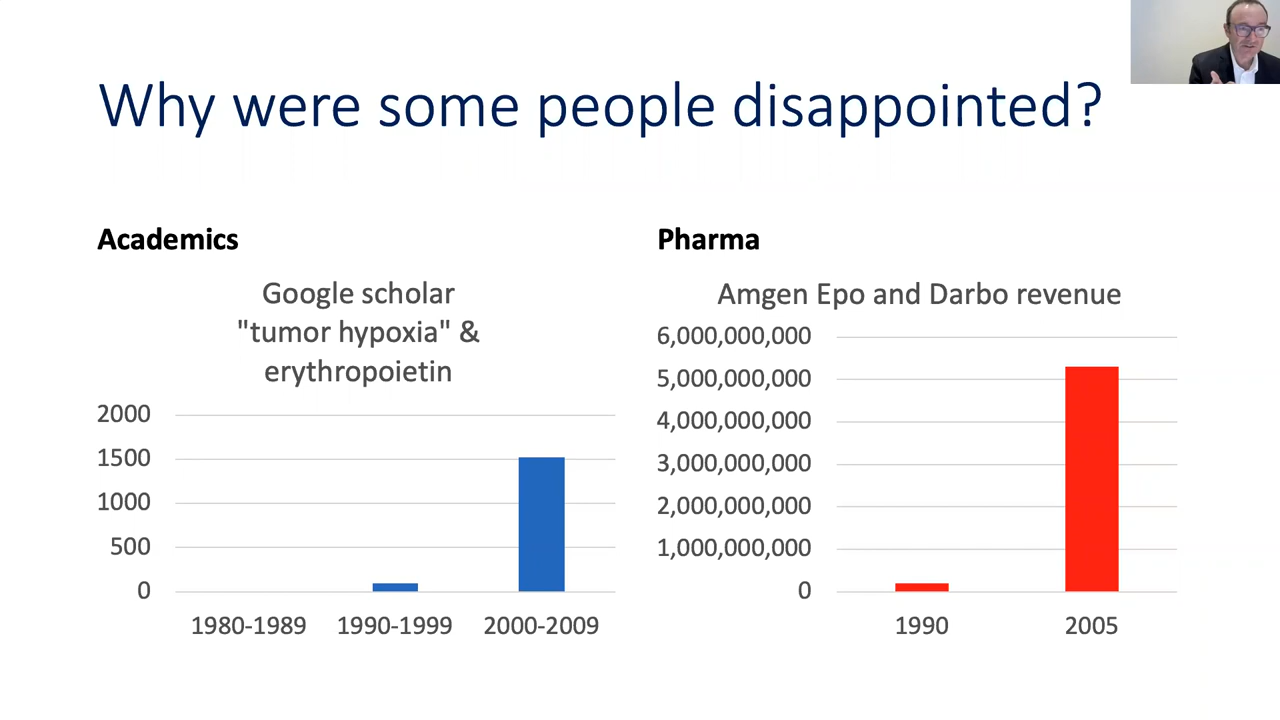 Why were some people disappointed?
Academics
Google scholar
"tumor hypoxia" &
erythropoietin
2000
1500
1000
500
0
1980-1989 1990-1999 2000-2009
Pharma
Amgen Epo and Darbo revenue
6,000,000,000
5,000,000,000
4,000,000,000
3,000,000,000
2,000,000,000
1,000,000,000
0
1990 2005